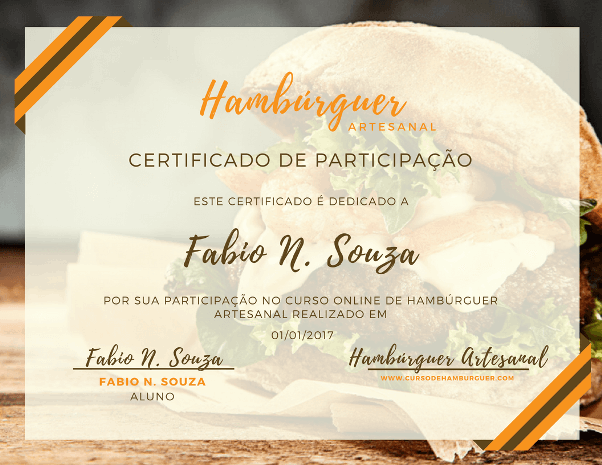 Hambúrguer
ARTESANAL
CERTIFICADO DE PARTICIPAÇÃO
ESTE CERTIFICADO É DEDICADO A
Fabio N. Souza
POR SUA PARTICIPAÇÃO NO CURSO ONLINE DE HAMBÚRGUER
ARTESANAL REALIZADO EM
01/01/2017
Fabio N. Souza
FABIO N. SOUZA
ALUNO
Hambúrguer Artesanal
WWW.CURSODEHAMBURGUER.COM